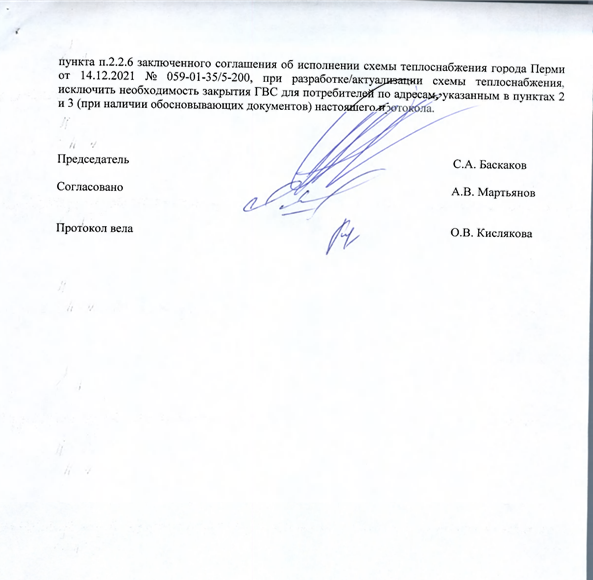 пункта п.2.2.6 заключенного соглашения об исполнении схемы теплоснабжения города Перми
от 14.12.2021 № 059-01-35/5-200, при разработке/актуализации схемы теплоснабжения,
исключить необходимость закрытия ГВС для потребителей по адресам, указанным в пунктах 2
и 3 (при наличии обосновывающих документов) настоящего протокола.
Председатель С.А. Баскаков
Согласовано А.В. Мартьянов
Протокол вела О.В. Кислякова